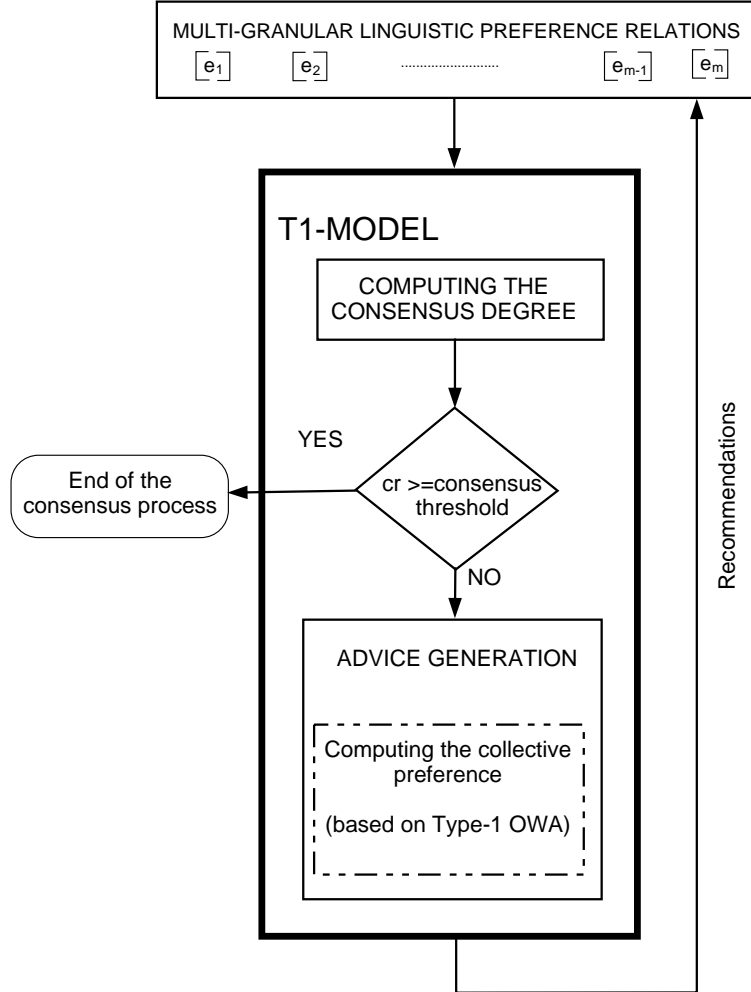 MULTI-GRANULAR LINGUISTIC PREFERENCE RELATIONS
[e₁] [e₂] .......................... [eₘ₋₁] [eₘ]
T1-MODEL
COMPUTING THE
CONSENSUS DEGREE
YES
End of the
consensus process
cr >=consensus
threshold
NO
ADVICE GENERATION
Computing the collective
preference
(based on Type-1 OWA)
Recommendations